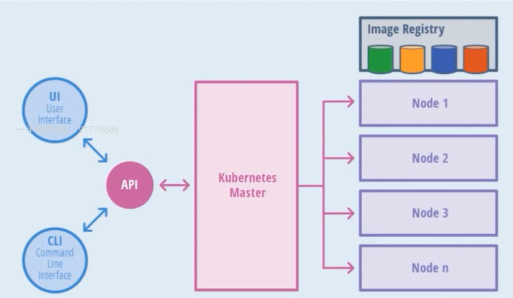 Image Registry
UI
User
Interface
Node 1
Node 2
API
Kubernetes
Master
Node 3
CLI
Command
Line
Interface
Node n